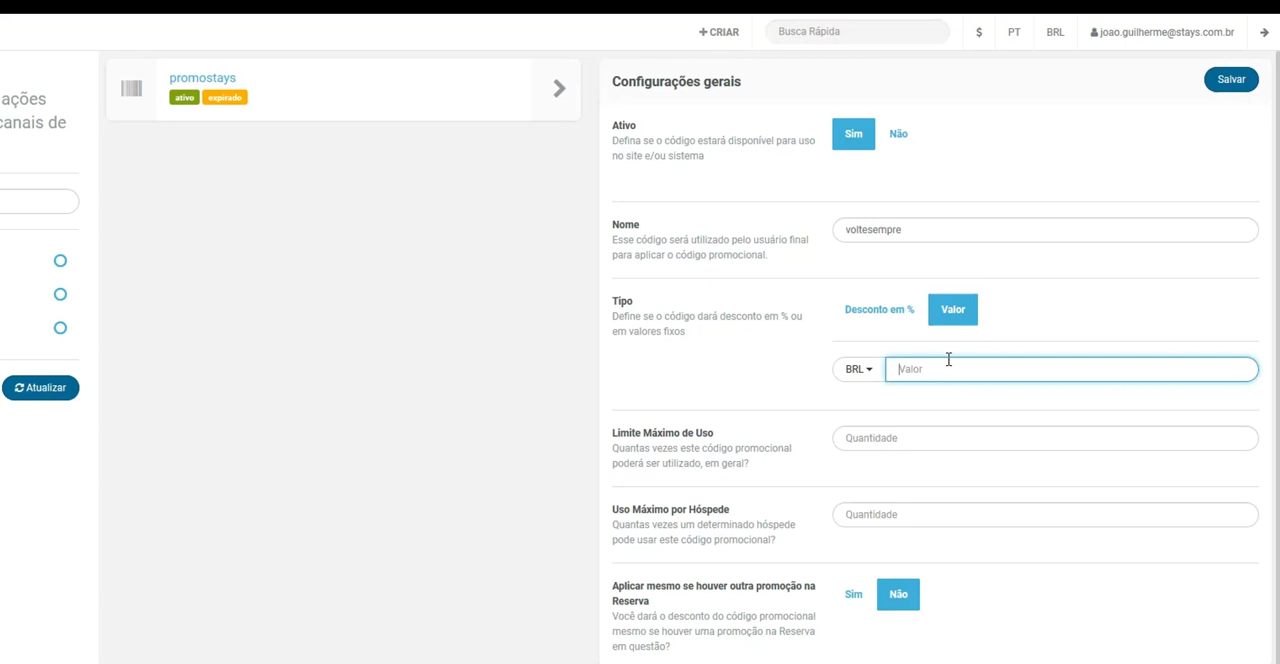 + CRIAR
Busca Rápida
$
PT
BRL
joao.guilherme@stays.com.br
ações
canais de
Atualizar
promostays
ativo expirado
Configurações gerais
Salvar
Ativo
Defina se o código estará disponível para uso
no site e/ou sistema
Sim Não
Nome
Esse código será utilizado pelo usuário final
para aplicar o código promocional.
voltesempre
Tipo
Define se o código dará desconto em % ou
em valores fixos
Desconto em % Valor
BRL Valor
Limite Máximo de Uso
Quantas vezes este código promocional
poderá ser utilizado, em geral?
Quantidade
Uso Máximo por Hóspede
Quantas vezes um determinado hóspede
pode usar este código promocional?
Quantidade
Aplicar mesmo se houver outra promoção na
Reserva
Você dará o desconto do código promocional
mesmo se houver uma promoção na Reserva
em questão?
Sim Não